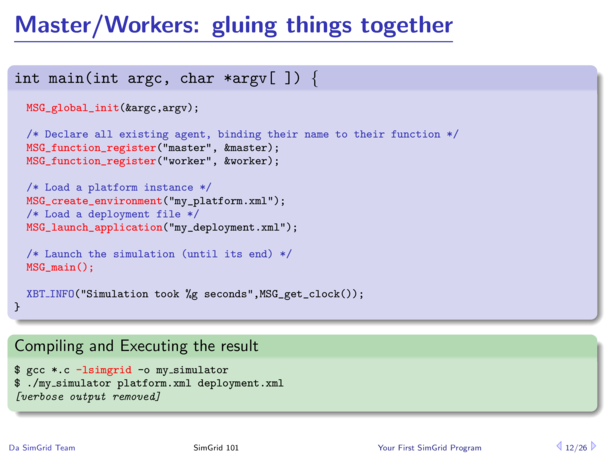 Master/Workers: gluing things together
int main(int argc, char *argv[ ]) {
MSG_global_init(&argc,argv);
/* Declare all existing agent, binding their name to their function */
MSG_function_register("master", &master);
MSG_function_register("worker", &worker);
/* Load a platform instance */
MSG_create_environment("my_platform.xml");
/* Load a deployment file */
MSG_launch_application("my_deployment.xml");
/* Launch the simulation (until its end) */
MSG_main();
XBT_INFO("Simulation took %g seconds",MSG_get_clock());
}
Compiling and Executing the result
$ gcc *.c -lsimgrid -o my_simulator
$ ./my_simulator platform.xml deployment.xml
[verbose output removed]
Da SimGrid Team SimGrid 101 Your First SimGrid Program 12/26